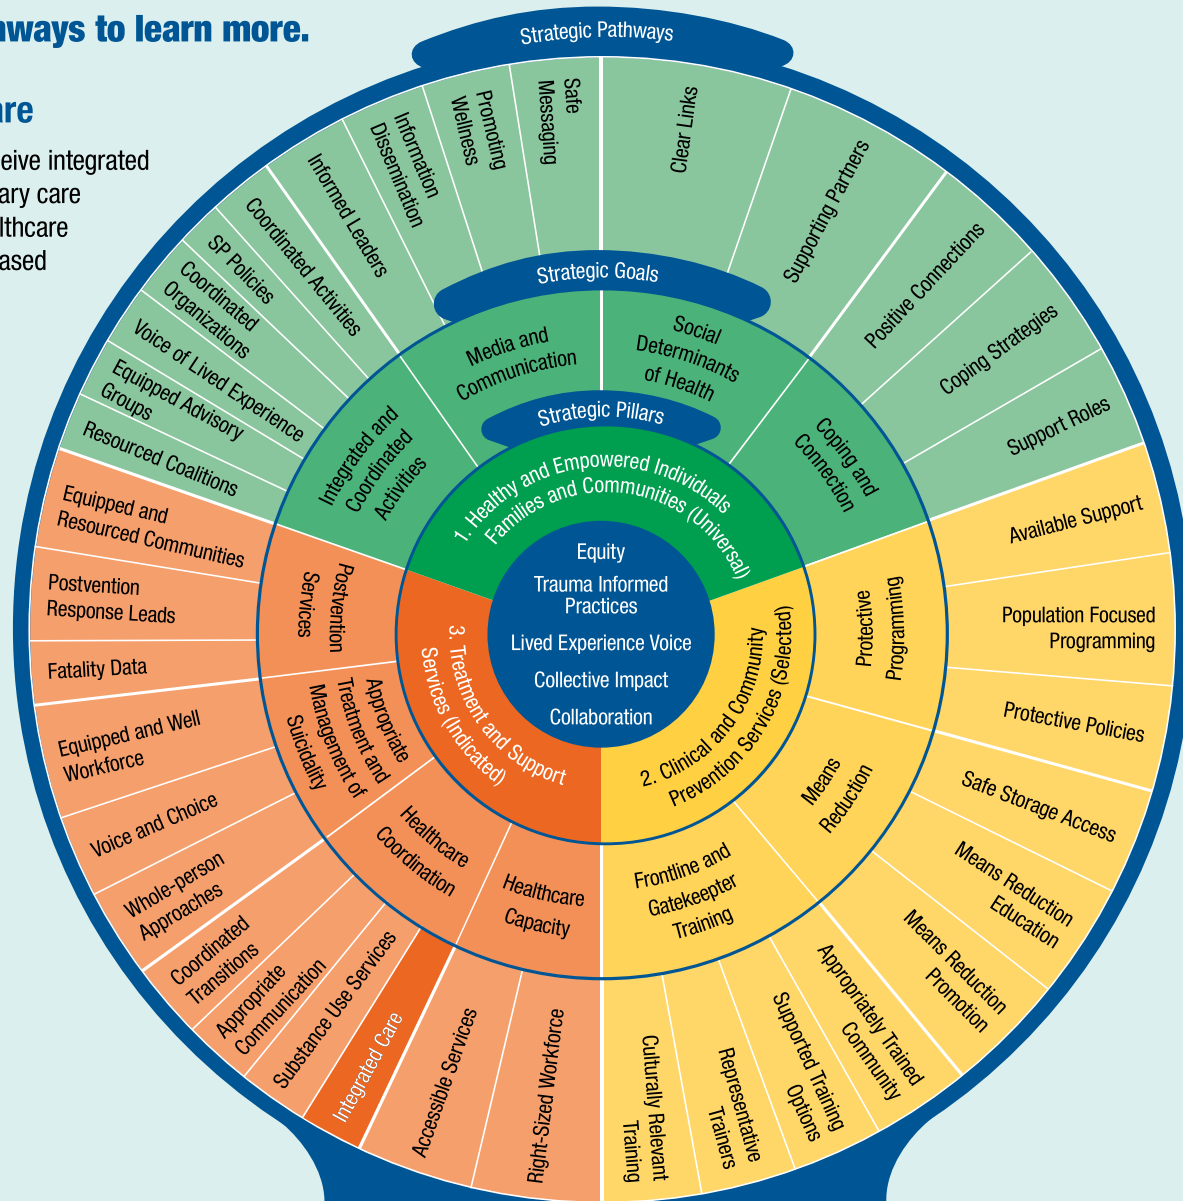 ways to learn more.
are
eive integrated
ary care
lthcare
ased
Strategic Pathways
Safe
Messaging
Promoting
Wellness
Information
Dissemination
Informed Leaders
Coordinated Activities
SP Policies
Coordinated
Organizations
Voice of Lived Experience
Equipped Advisory
Groups
Resourced Coalitions
Clear Links
Supporting Partners
Positive Connections
Coping Strategies
Support Roles
Strategic Goals
Media and
Communication
Social
Determinants
of Health
Integrated and
Coordinated
Activities
Coping and
Connection
Strategic Pillars
1. Healthy and Empowered Individuals
Families and Communities (Universal)
Equity
Trauma Informed
Practices
Lived Experience Voice
Collective Impact
Collaboration
2. Clinical and Community
Prevention Services (Selected)
3. Treatment and Support
Services (Indicated)
Protective
Programming
Means
Reduction
Frontline and
Gatekeeper
Training
Available Support
Population Focused
Programming
Protective Policies
Safe Storage Access
Means Reduction
Education
Means Reduction
Promotion
Appropriately Trained
Community
Supported Training
Options
Representative
Trainers
Culturally Relevant
Training
Postvention
Services
Appropriate
Treatment and
Management of
Suicidality
Healthcare
Coordination
Healthcare
Capacity
Equipped and
Resourced Communities
Postvention
Response Leads
Fatality Data
Equipped and Well
Workforce
Voice and Choice
Whole-person
Approaches
Coordinated
Transitions
Appropriate
Communication
Substance Use Services
Integrated Care
Accessible Services
Right-Sized Workforce